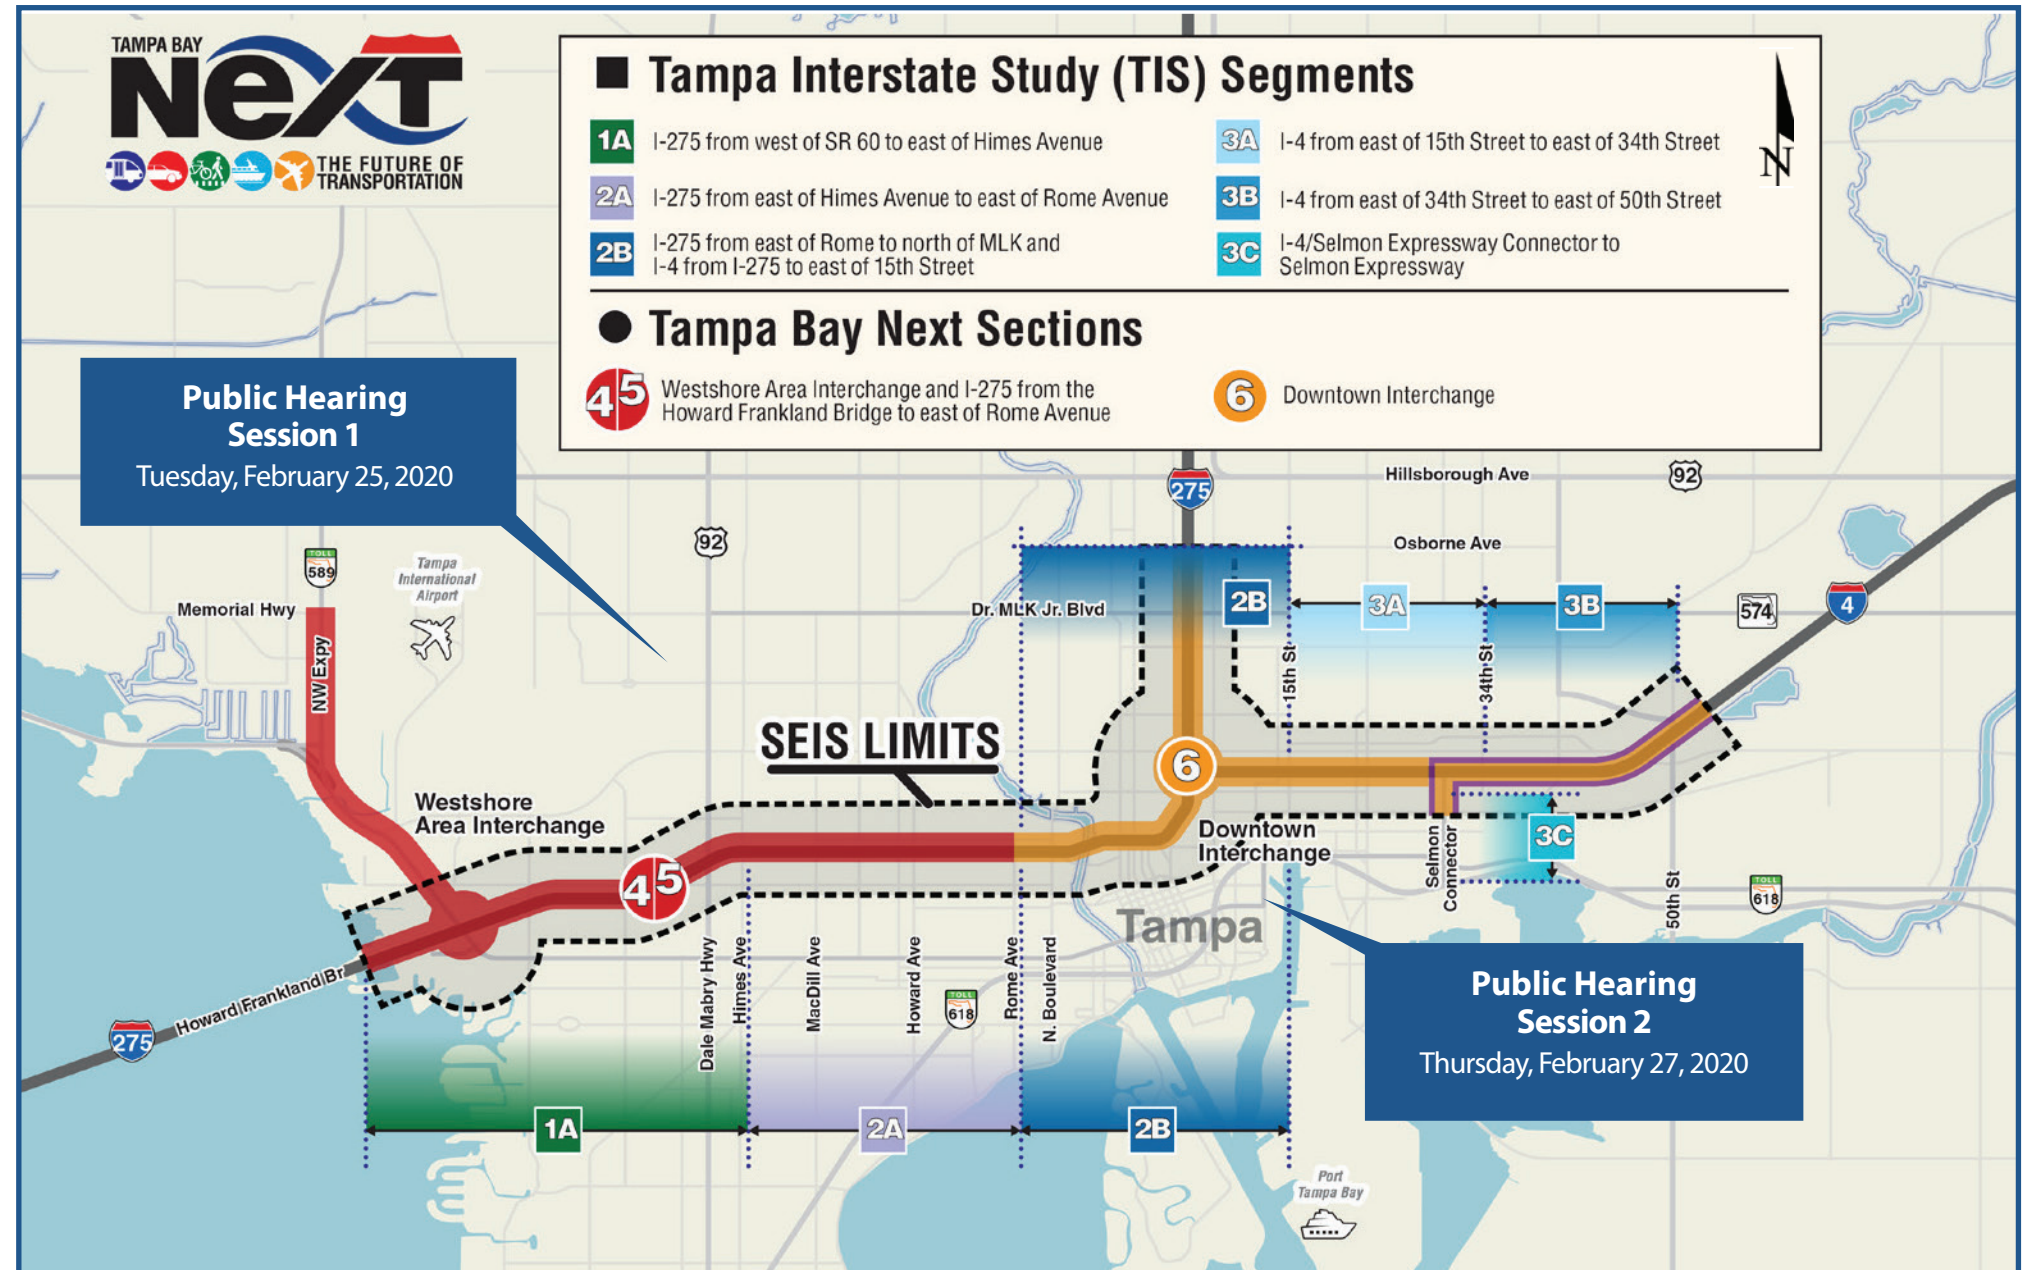 TAMPA BAY
NeXT
THE FUTURE OF
TRANSPORTATION
Tampa Interstate Study (TIS) Segments
1A I-275 from west of SR 60 to east of Himes Avenue
2A I-275 from east of Himes Avenue to east of Rome Avenue
2B I-275 from east of Rome to north of MLK and
I-4 from I-275 to east of 15th Street
3A I-4 from east of 15th Street to east of 34th Street
3B I-4 from east of 34th Street to east of 50th Street
3C I-4/Selmon Expressway Connector to
Selmon Expressway
N
Tampa Bay Next Sections
4 5 Westshore Area Interchange and I-275 from the
Howard Frankland Bridge to east of Rome Avenue
6 Downtown Interchange
Public Hearing
Session 1
Tuesday, February 25, 2020
Hillsborough Ave
92
275
92
Osborne Ave
TOLL
589
Tampa
International
Airport
Memorial Hwy
Dr. MLK Jr. Blvd
2B
3A
3B
574
4
NW Expy
15th St
34th St
SEIS LIMITS
6
Westshore
Area Interchange
Downtown
Interchange
3C
Selmon
Connector
4 5
50th St
TOLL
618
Tampa
Howard Frankland Br
275
Dale Mabry Hwy
Himes Ave
MacDill Ave
Howard Ave
TOLL
618
Rome Ave
N. Boulevard
Public Hearing
Session 2
Thursday, February 27, 2020
1A
2A
2B
Port
Tampa Bay